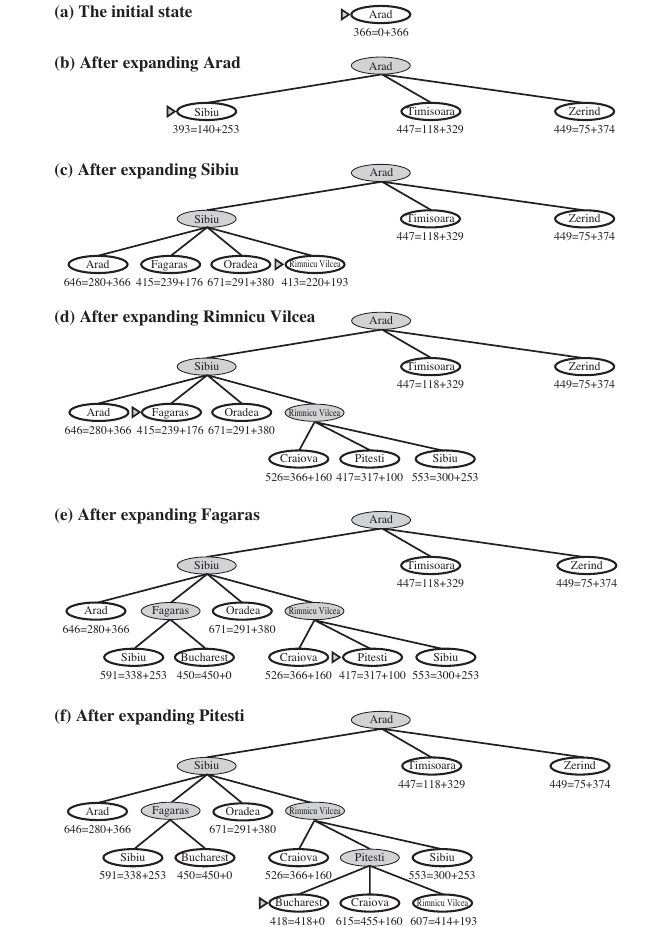 (a) The initial state
Arad
366=0+366
(b) After expanding Arad
Arad
Sibiu Timisoara Zerind
393=140+253 447=118+329 449=75+374
(c) After expanding Sibiu
Arad
Sibiu Timisoara Zerind
447=118+329 449=75+374
Arad Fagaras Oradea Rimnicu Vilcea
646=280+366 415=239+176 671=291+380 413=220+193
(d) After expanding Rimnicu Vilcea
Arad
Sibiu Timisoara Zerind
447=118+329 449=75+374
Arad Fagaras Oradea Rimnicu Vilcea
646=280+366 415=239+176 671=291+380
Craiova Pitesti Sibiu
526=366+160 417=317+100 553=300+253
(e) After expanding Fagaras
Arad
Sibiu Timisoara Zerind
447=118+329 449=75+374
Arad Fagaras Oradea Rimnicu Vilcea
646=280+366 671=291+380
Sibiu Bucharest Craiova Pitesti Sibiu
591=338+253 450=450+0 526=366+160 417=317+100 553=300+253
(f) After expanding Pitesti
Arad
Sibiu Timisoara Zerind
447=118+329 449=75+374
Arad Fagaras Oradea Rimnicu Vilcea
646=280+366 671=291+380
Sibiu Bucharest Craiova Pitesti Sibiu
591=338+253 450=450+0 526=366+160 553=300+253
Bucharest Craiova Rimnicu Vilcea
418=418+0 615=455+160 607=414+193